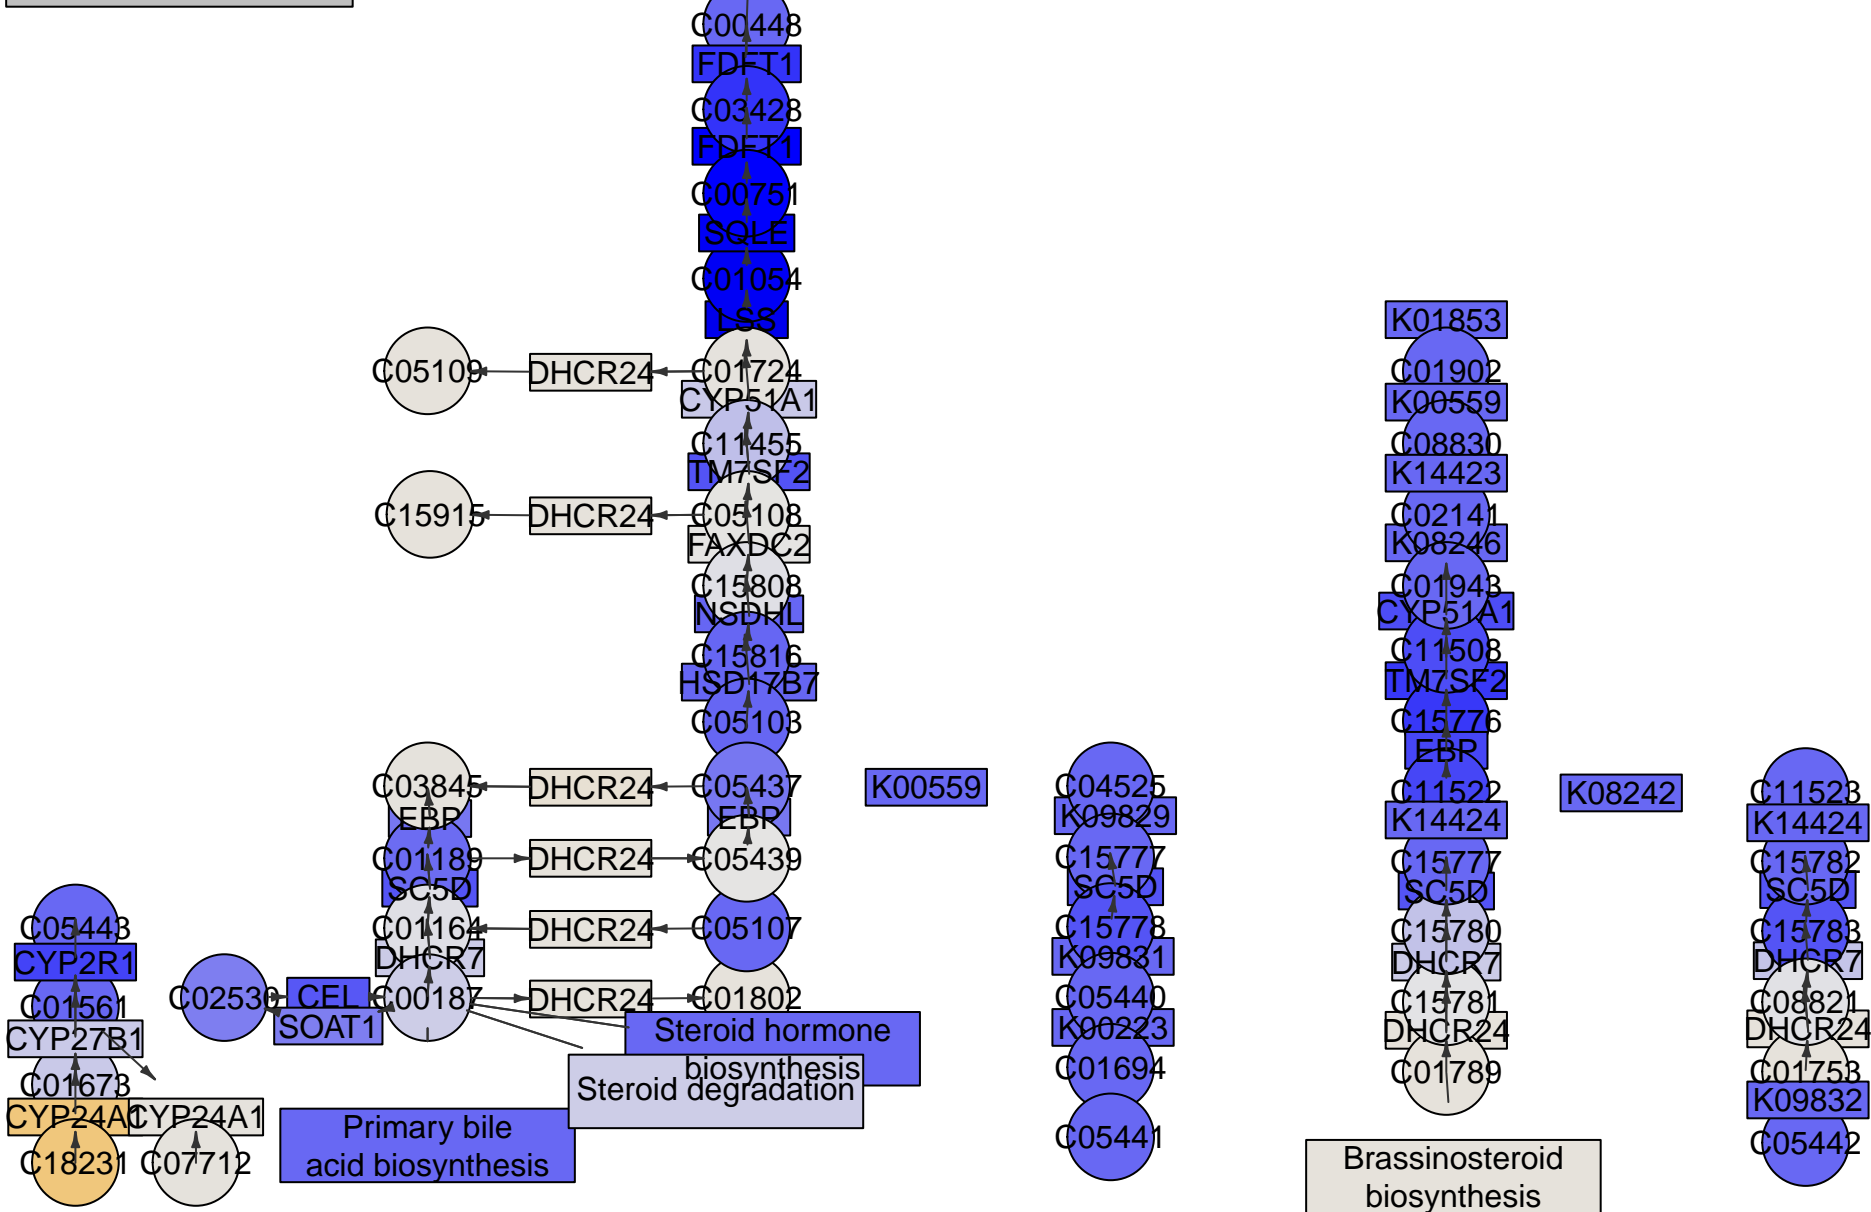 C00448
FDFT1
C03428
FDFT1
C00751
SQLE
C01054
LSS
C05109
DHCR24
C01724
CYP51A1
C11455
TM7SF2
C15915
DHCR24
C05108
FAXDC2
C15808
NSDHL
C15816
HSD17B7
C05103
C03845
DHCR24
C05437
EBP
EBP
C01189
DHCR24
C05439
SC5D
C01164
DHCR24
C05107
DHCR7
C02530
CEL
SOAT1
C00187
DHCR24
C01802
C05443
CYP2R1
C01561
CYP27B1
C01673
CYP24A1
CYP24A1
C18231
C07712
Steroid hormone
biosynthesis
Steroid degradation
Primary bile
acid biosynthesis
K00559
C04525
K09829
C15777
SC5D
C15778
K09831
C05440
K00223
C01694
C05441
K01853
C01902
K00559
C08830
K14423
C02141
K08246
C01943
CYP51A1
C11508
TM7SF2
C15776
EBP
C11522
K14424
C15777
SC5D
C15780
DHCR7
C15781
DHCR24
C01789
Brassinosteroid
biosynthesis
K08242
C11523
K14424
C15782
SC5D
C15783
DHCR7
C08821
DHCR24
C01753
K09832
C05442